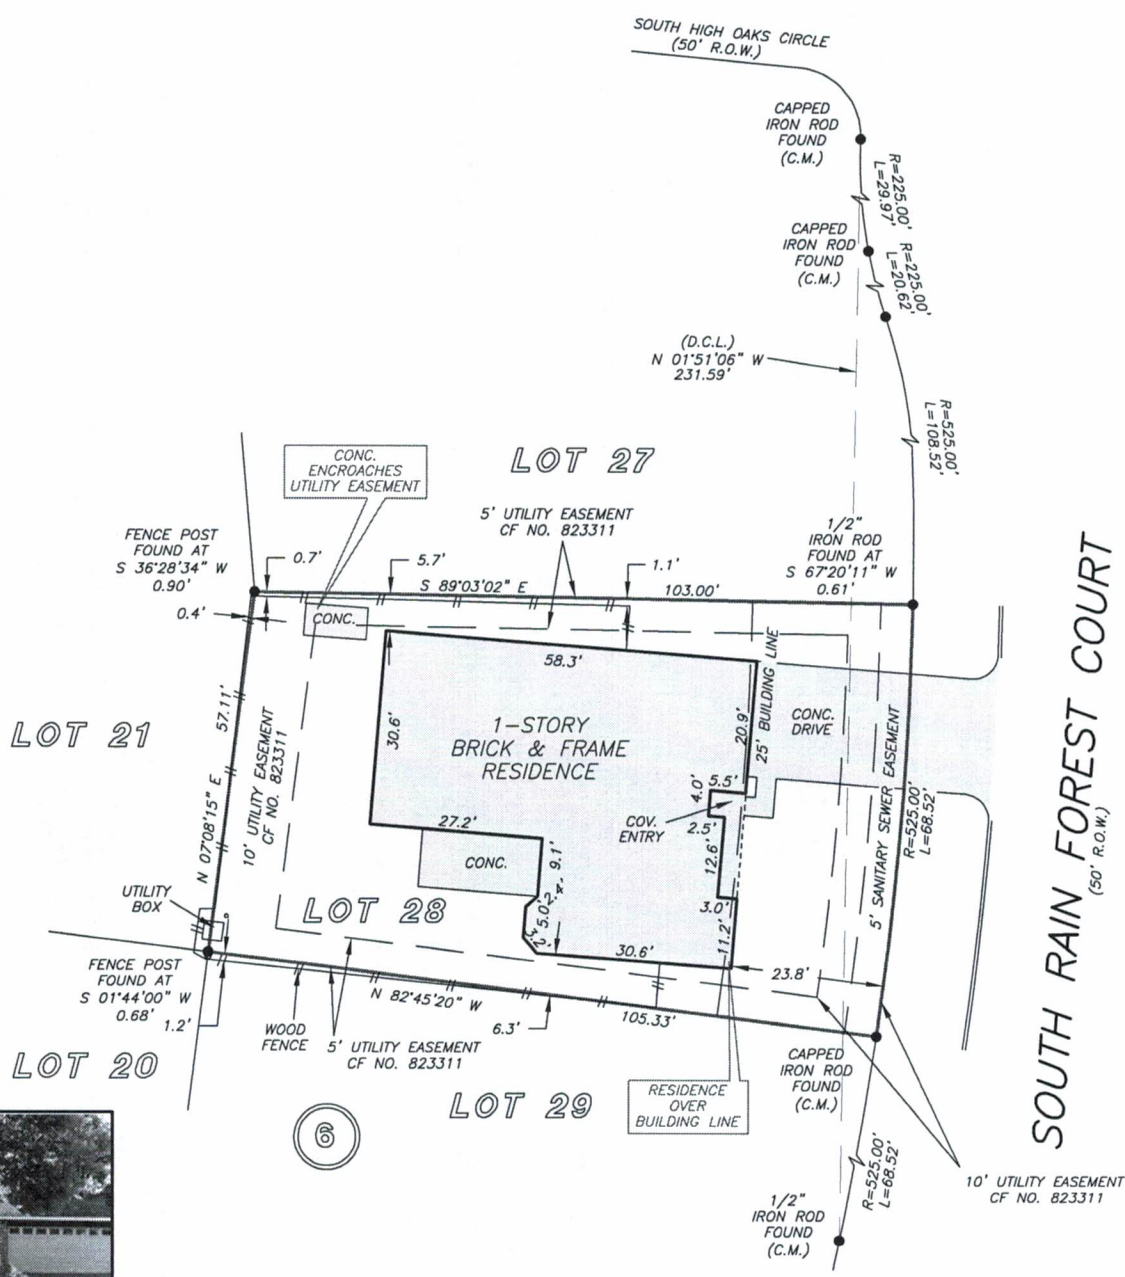 SOUTH HIGH OAKS CIRCLE
(50' R.O.W.)
CAPPED
IRON ROD
FOUND
(C.M.)
R=225.00'
L=29.97'
CAPPED
IRON ROD
FOUND
(C.M.)
R=225.00'
L=20.62'
(D.C.L.)
N 01°51'06" W
231.59'
R=525.00'
L=108.52'
LOT 27
CONC.
ENCROACHES
UTILITY EASEMENT
5' UTILITY EASEMENT
CF NO. 823311
1/2"
IRON ROD
FOUND AT
S 67°20'11" W
0.61'
FENCE POST
FOUND AT
S 36°28'34" W
0.90'
0.7'
5.7'
1.1'
S 89°03'02" E
103.00'
0.4'
CONC.
58.3'
25' BUILDING LINE
LOT 21
57.11'
N 07°08'15" E
10' UTILITY EASEMENT
CF NO. 823311
30.6'
1-STORY
BRICK & FRAME
RESIDENCE
20.9'
CONC.
DRIVE
5' SANITARY SEWER EASEMENT
R=525.00'
L=68.52'
SOUTH RAIN FOREST COURT
(50' R.O.W.)
5.5'
4.0'
COV.
ENTRY
2.5'
12.6'
27.2'
CONC.
9.1'
3.0'
11.2'
UTILITY
BOX
LOT 28
5.0'
30.6'
23.8'
FENCE POST
FOUND AT
S 01°44'00" W
0.68'
1.2'
N 82°45'20" W
105.33'
WOOD
FENCE
5' UTILITY EASEMENT
CF NO. 823311
6.3'
LOT 20
LOT 29
6
RESIDENCE
OVER
BUILDING LINE
CAPPED
IRON ROD
FOUND
(C.M.)
R=525.00'
L=68.52'
10' UTILITY EASEMENT
CF NO. 823311
1/2"
IRON ROD
FOUND
(C.M.)